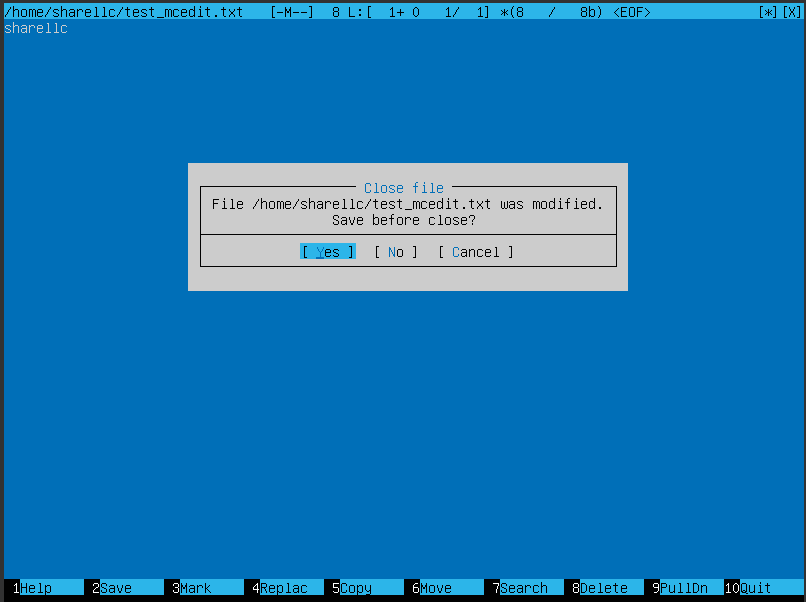 /home/sharellc/test_mcedit.txt [-M--] 8 L:[ 1+ 0 1/ 1] *(8 / 8b) <EOF> [*][X]
sharellc
Close file
File /home/sharellc/test_mcedit.txt was modified.
Save before close?
[ Yes ] [ No ] [ Cancel ]
1Help 2Save 3Mark 4Replac 5Copy 6Move 7Search 8Delete 9PullDn 10Quit